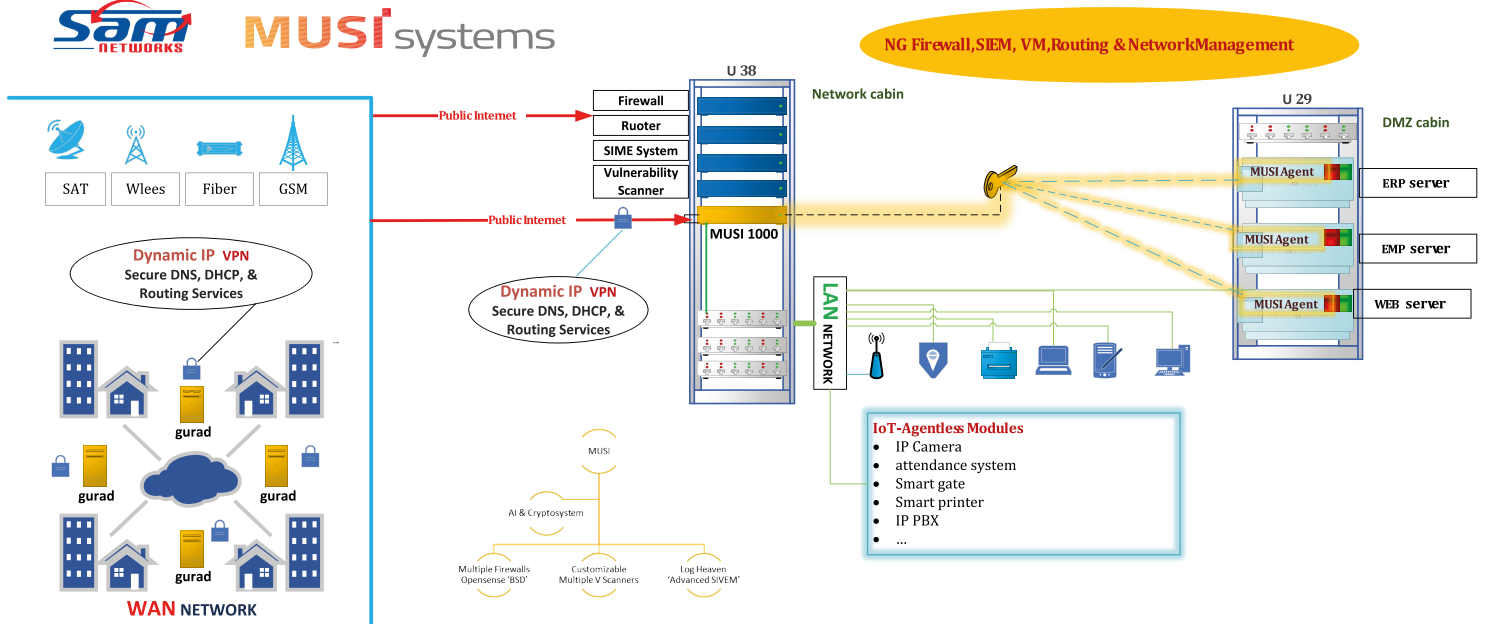 Sam
NETWORKS
MUSi systems
NG Firewall,SIEM, VM,Routing & NetworkManagement
SAT
Wlees
Fiber
GSM
Dynamic IP VPN
Secure DNS, DHCP, &
Routing Services
gurad
gurad
gurad
gurad
WAN NETWORK
Public Internet
Public Internet
Dynamic IP VPN
Secure DNS, DHCP, &
Routing Services
U 38
Network cabin
Firewall
Ruoter
SIME System
Vulnerability
Scanner
MUSI 1000
LAN NETWORK
U 29
DMZ cabin
MUSI Agent
ERP server
MUSI Agent
EMP server
MUSI Agent
WEB server
IoT-Agentless Modules
• IP Camera
• attendance system
• Smart gate
• Smart printer
• IP PBX
• ...
MUSI
AI & Cryptosystem
Multiple Firewalls
Opensense ‘BSD’
Customizable
Multiple V Scanners
Log Heaven
‘Advanced SIVEM’